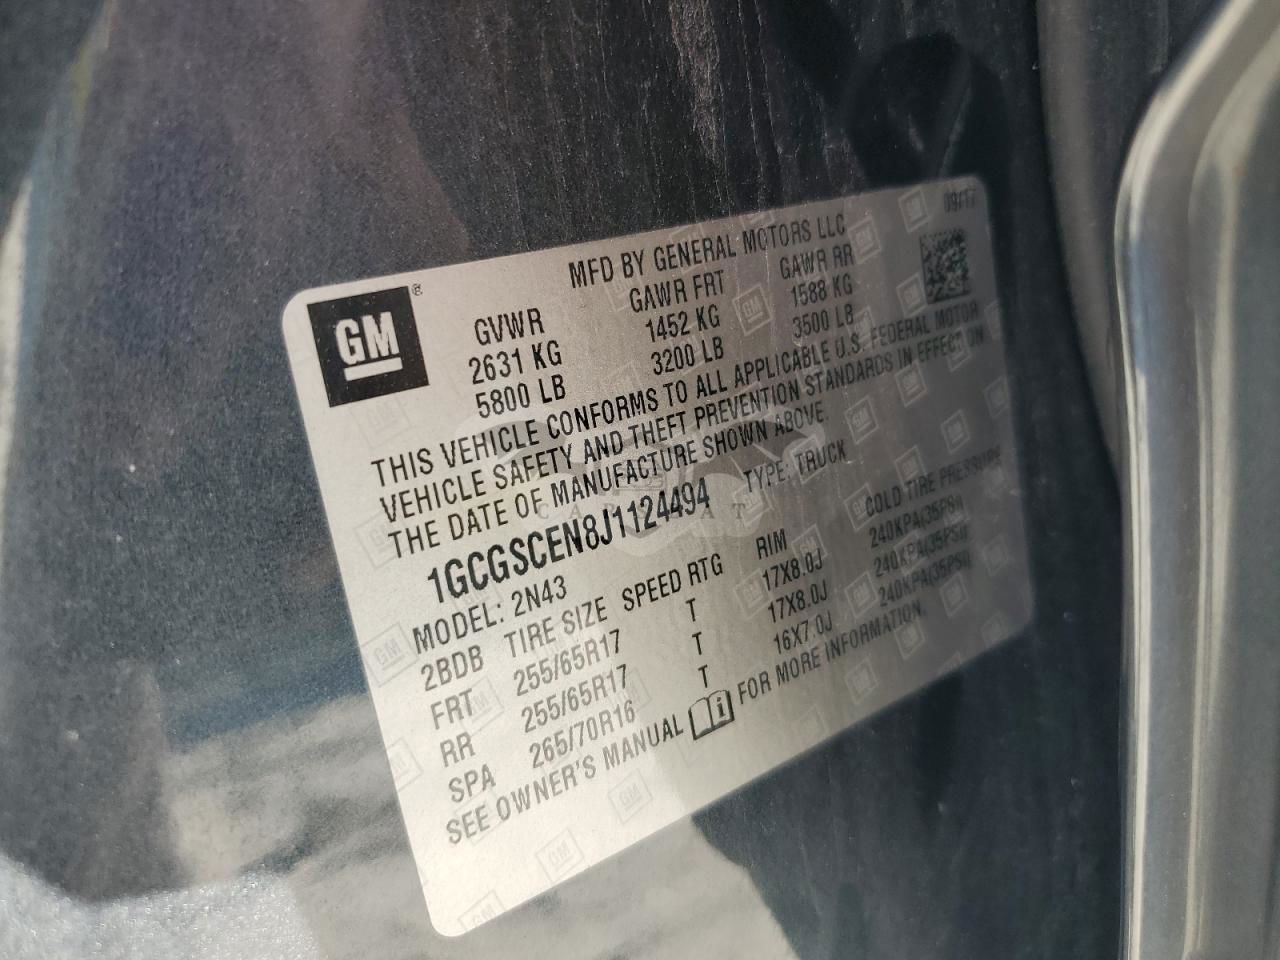 GM®
MFD BY GENERAL MOTORS LLC 09/17
GVWR GAWR FRT GAWR RR
2631 KG 1452 KG 1588 KG
5800 LB 3200 LB 3500 LB
THIS VEHICLE CONFORMS TO ALL APPLICABLE U.S. FEDERAL MOTOR
VEHICLE SAFETY AND THEFT PREVENTION STANDARDS IN EFFECT ON
THE DATE OF MANUFACTURE SHOWN ABOVE.
1GCGSCEN8J1124494 TYPE: TRUCK
MODEL: 2N43
2BDB TIRE SIZE SPEED RTG RIM COLD TIRE PRESSURE
FRT 255/65R17 T 17X8.0J 240KPA(35PSI)
RR 255/65R17 T 17X8.0J 240KPA(35PSI)
SPA 265/70R16 T 16X7.0J 240KPA(35PSI)
SEE OWNER'S MANUAL FOR MORE INFORMATION.